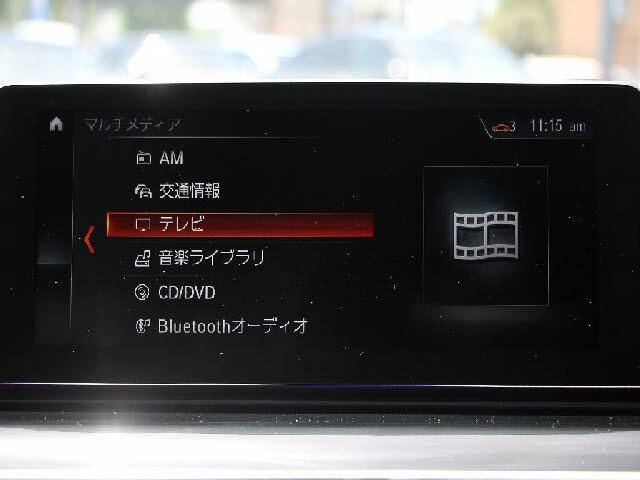 マルチメディア
3 11:15 am
AM
交通情報
テレビ
音楽ライブラリ
CD/DVD
Bluetoothオーディオ